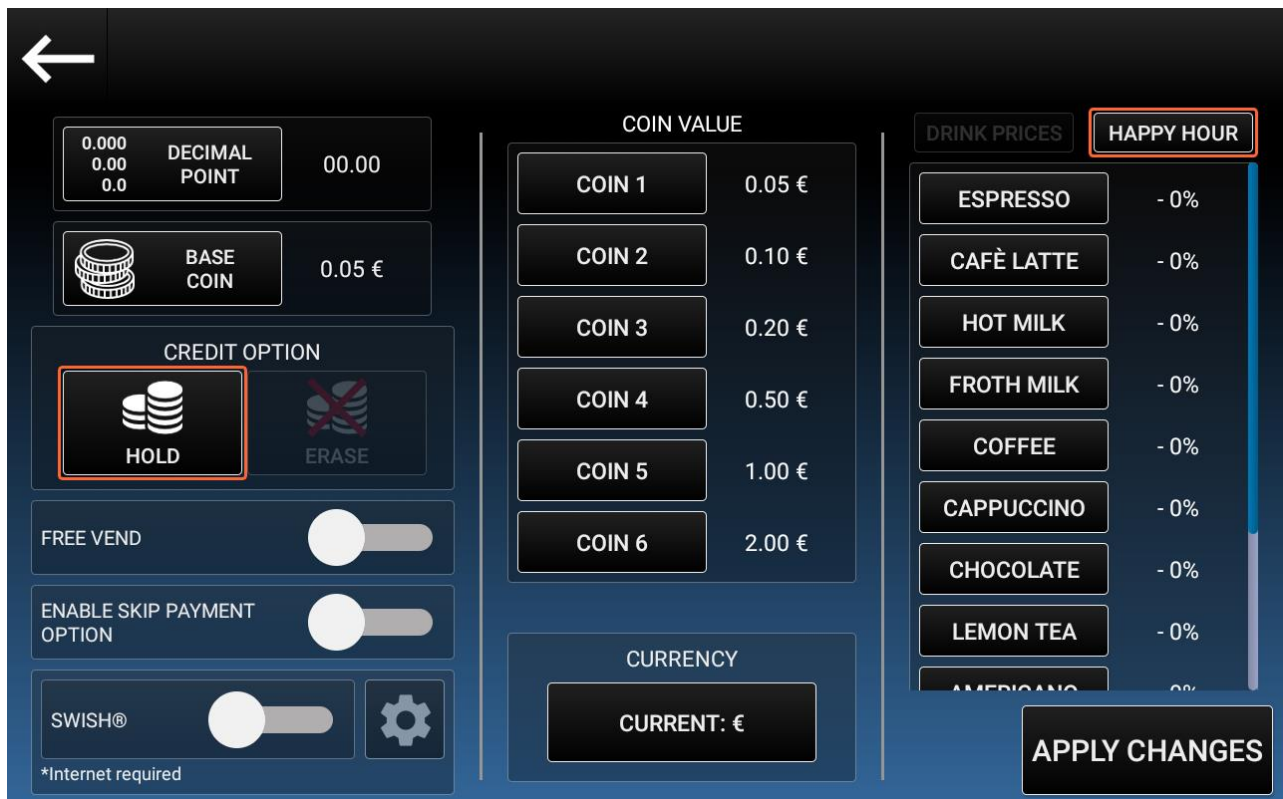 0.000
0.00
0.0
DECIMAL
POINT
00.00
BASE
COIN
0.05 €
CREDIT OPTION
HOLD
ERASE
FREE VEND
ENABLE SKIP PAYMENT
OPTION
SWISH®
*Internet required
COIN VALUE
COIN 1 0.05 €
COIN 2 0.10 €
COIN 3 0.20 €
COIN 4 0.50 €
COIN 5 1.00 €
COIN 6 2.00 €
CURRENCY
CURRENT: €
DRINK PRICES
HAPPY HOUR
ESPRESSO - 0%
CAFÈ LATTE - 0%
HOT MILK - 0%
FROTH MILK - 0%
COFFEE - 0%
CAPPUCCINO - 0%
CHOCOLATE - 0%
LEMON TEA - 0%
AMERICANO
APPLY CHANGES